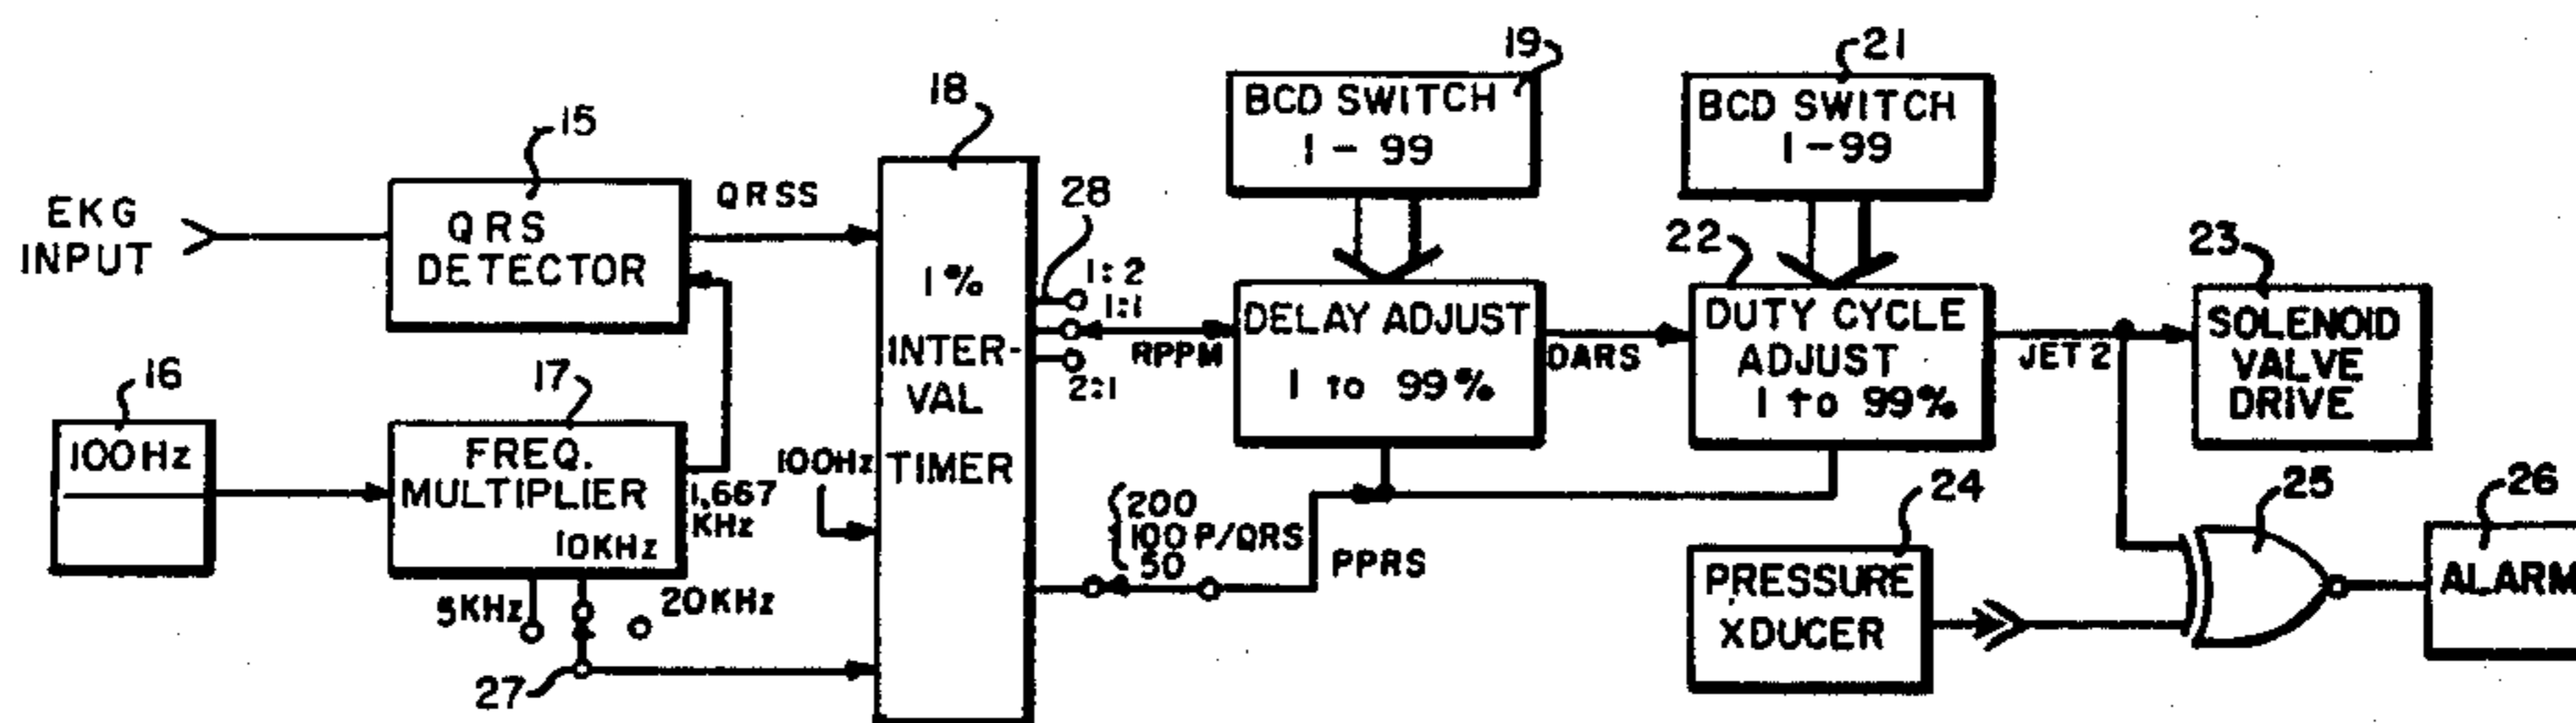 EKG
INPUT
15
QRS
DETECTOR
QRSS
16
100Hz
17
FREQ.
MULTIPLIER
10KHz
1,667
KHz
5KHz
20KHz
27
18
1%
INTER-
VAL
TIMER
100Hz
28
1:2
1:1
2:1
RPPM
200
100 P/QRS
50
PPRS
19
BCD SWITCH
1 - 99
DELAY ADJUST
1 to 99%
DARS
21
BCD SWITCH
1-99
22
DUTY CYCLE
ADJUST
1 to 99%
JET 2
23
SOLENOID
VALVE
DRIVE
24
PRESSURE
XDUCER
25
26
ALARM